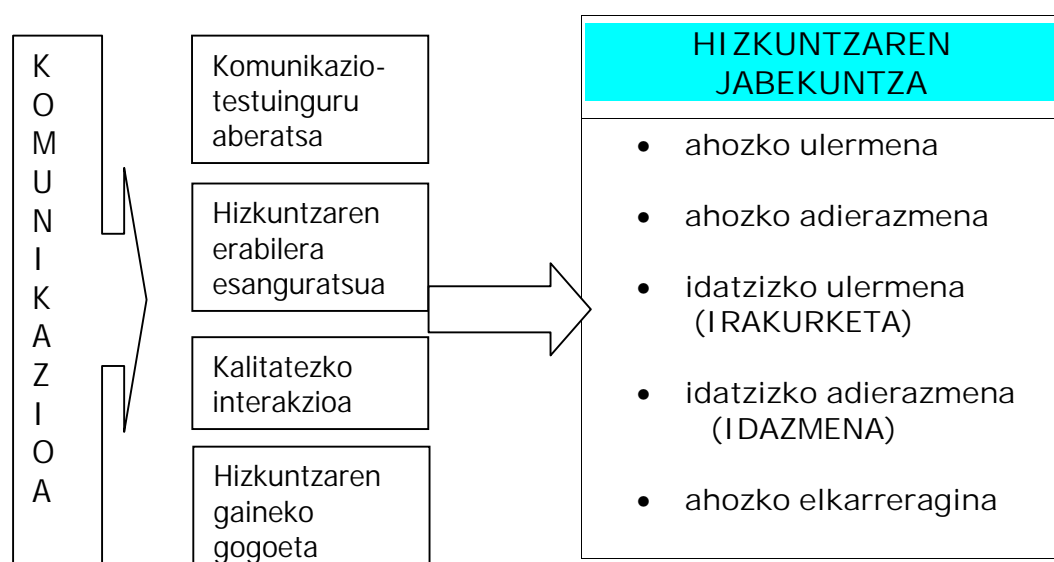 KOMUNIKAZIOA
Komunikazio-
testuinguru
aberatsa
Hizkuntzaren
erabilera
esanguratsua
Kalitatezko
interakzioa
Hizkuntzaren
gaineko
gogoeta
HIZKUNTZAREN
JABEKUNTZA
• ahozko ulermena
• ahozko adierazmena
• idatzizko ulermena
(IRAKURKETA)
• idatzizko adierazmena
(IDAZMENA)
• ahozko elkarreragina